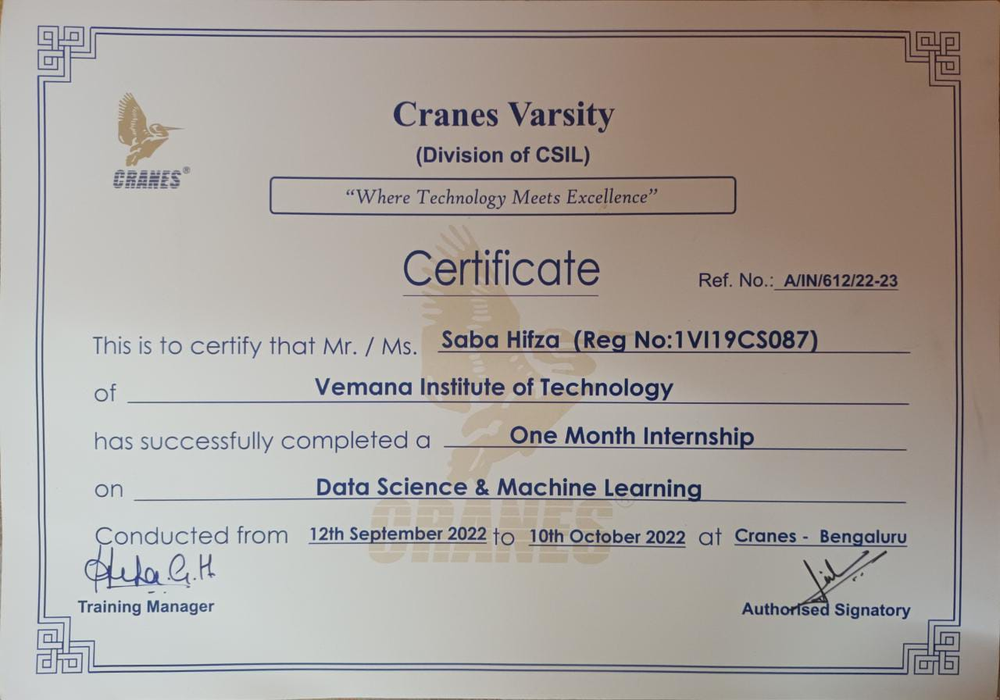 Cranes Varsity
(Division of CSIL)
CRANES®
“Where Technology Meets Excellence”
Certificate
Ref. No.: A/IN/612/22-23
This is to certify that Mr. / Ms. Saba Hifza (Reg No:1VI19CS087)
of Vemana Institute of Technology
has successfully completed a One Month Internship
on Data Science & Machine Learning
CRANES®
Conducted from 12th September 2022 to 10th October 2022 at Cranes - Bengaluru
G.H
Training Manager
Authorised Signatory